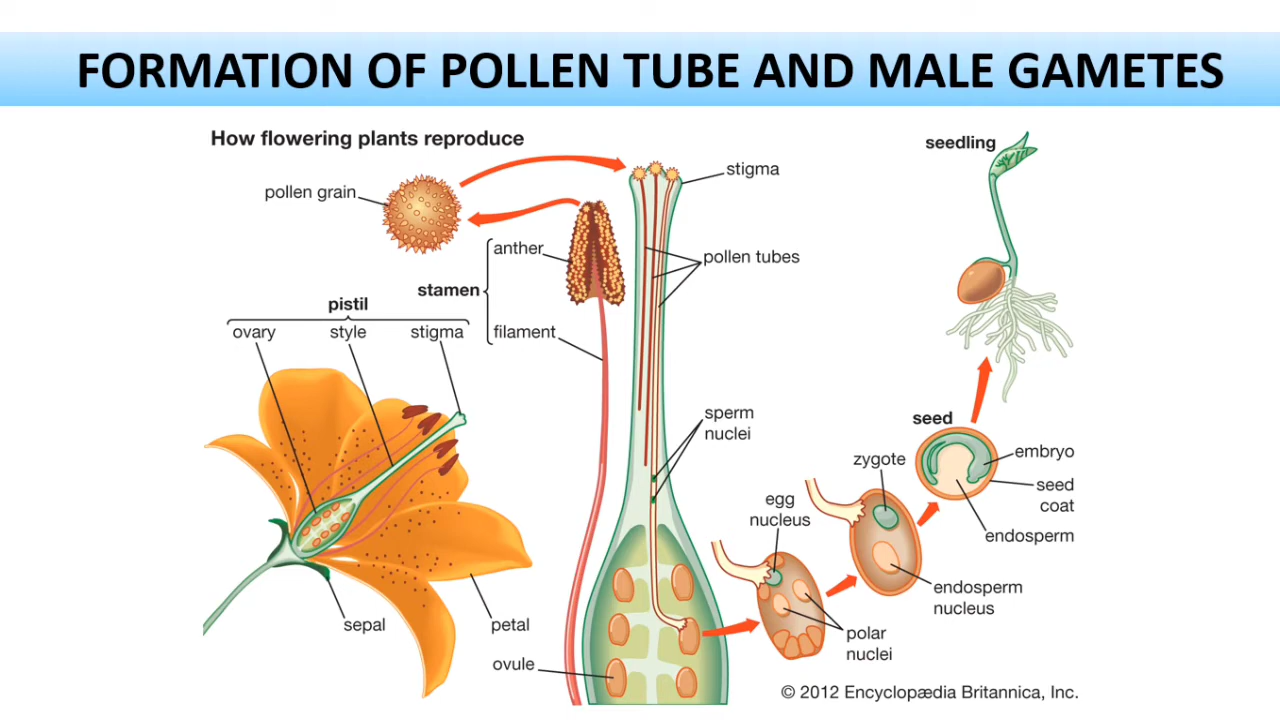 FORMATION OF POLLEN TUBE AND MALE GAMETES
How flowering plants reproduce
pollen grain
anther
stamen
filament
pistil
ovary
style
stigma
sepal
petal
stigma
pollen tubes
sperm
nuclei
ovule
egg
nucleus
polar
nuclei
zygote
endosperm
nucleus
seed
embryo
seed
coat
endosperm
seedling
© 2012 Encyclopædia Britannica, Inc.